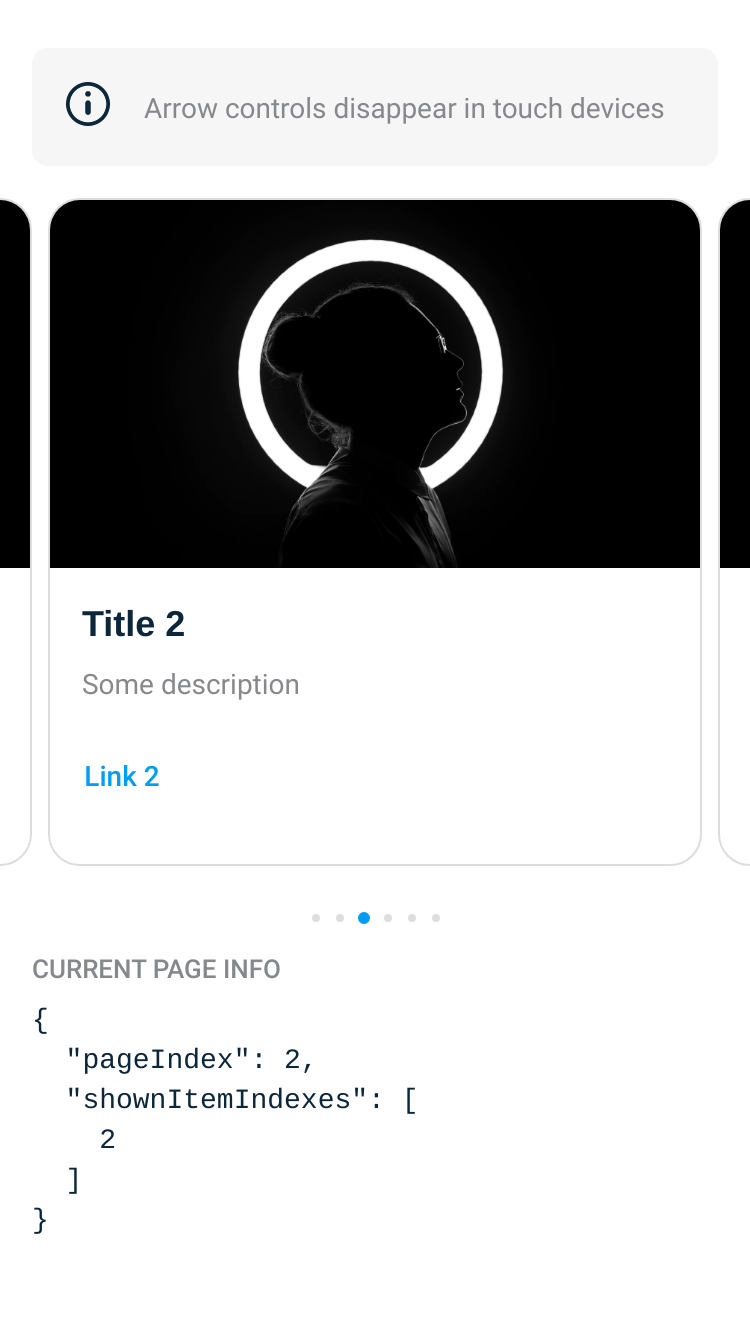 Arrow controls disappear in touch devices
Title 2
Some description
Link 2
CURRENT PAGE INFO
{
  "pageIndex": 2,
  "shownItemIndexes": [
    2
  ]
}